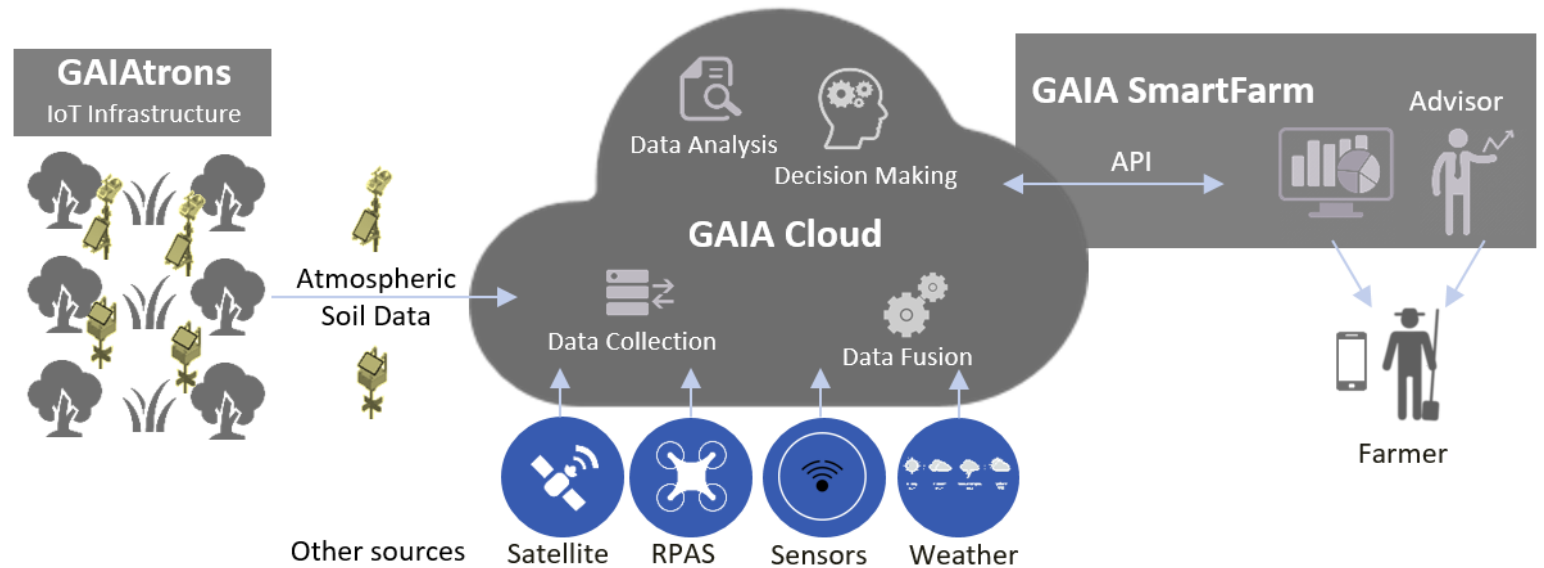 GAIAtrons
IoT Infrastructure
Atmospheric
Soil Data
Data Analysis
Decision Making
GAIA Cloud
Data Collection
Data Fusion
GAIA SmartFarm
Advisor
API
Farmer
Other sources
Satellite
RPAS
Sensors
Weather